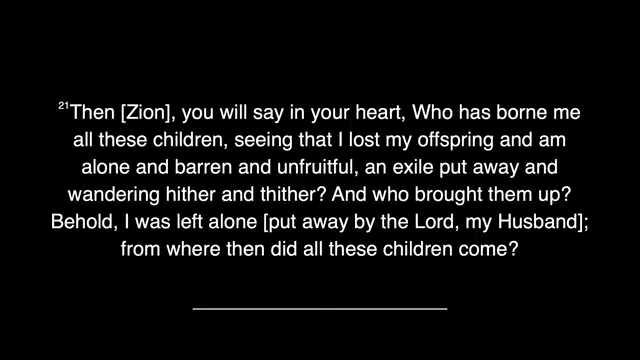 21Then [Zion], you will say in your heart, Who has borne me
all these children, seeing that I lost my offspring and am
alone and barren and unfruitful, an exile put away and
wandering hither and thither? And who brought them up?
Behold, I was left alone [put away by the Lord, my Husband];
from where then did all these children come?